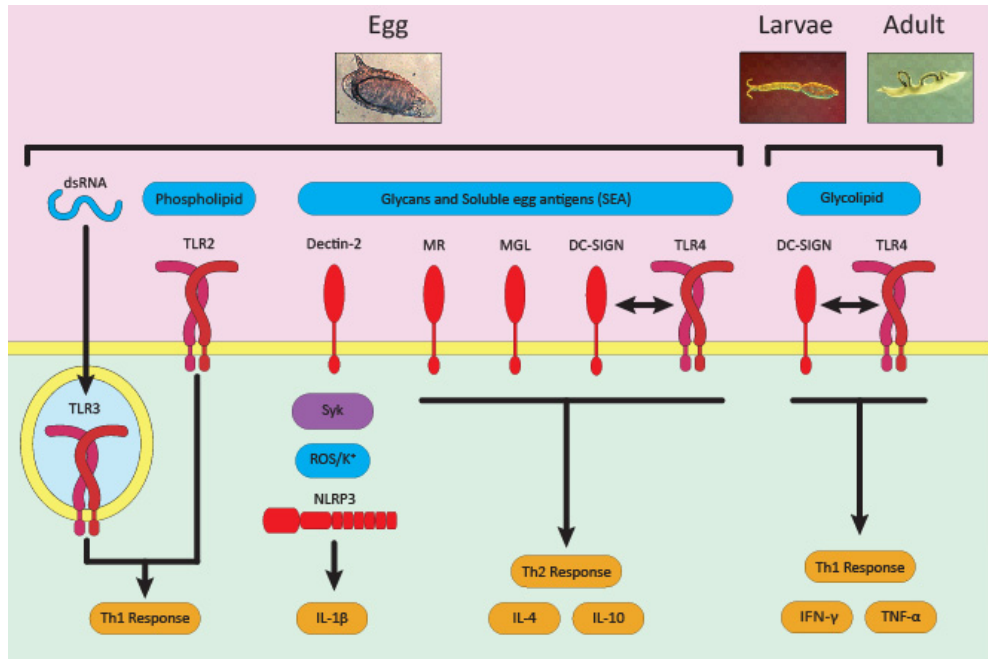 Egg
Larvae
Adult
dsRNA
Phospholipid
Glycans and Soluble egg antigens (SEA)
Glycolipid
TLR2
Dectin-2
MR
MGL
DC-SIGN
TLR4
DC-SIGN
TLR4
TLR3
Syk
ROS/K⁺
NLRP3
Th1 Response
IL-1β
Th2 Response
IL-4
IL-10
Th1 Response
IFN-γ
TNF-α